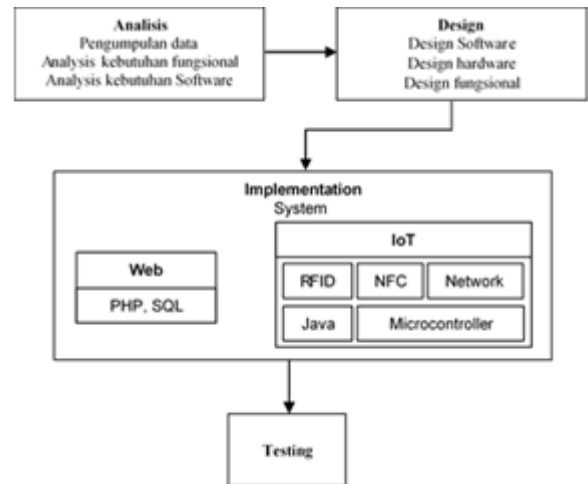 Analisis
Pengumpulan data
Analysis kebutuhan fungsional
Analysis kebutuhan Software
Design
Design Software
Design hardware
Design fungsional
Implementation
System
Web
PHP, SQL
IoT
RFID
NFC
Network
Java
Microcontroller
Testing